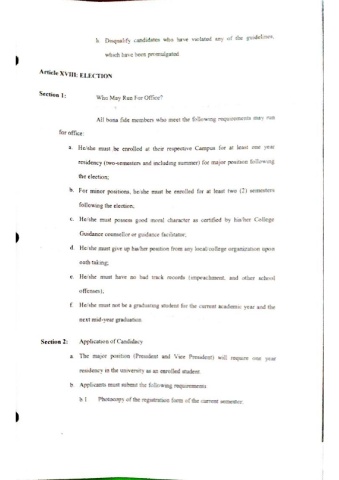 b. Disqualify candidates who have violated any of the guidelines,
which have been promulgated
Article XVIII: ELECTION
Section 1: Who May Run For Office?
All bona fide members who meet the following requirements may run
for office:
a. He/she must be enrolled at their respective Campus for at least one year
residency (two-semesters and including summer) for major position following
the election;
b. For minor positions, he/she must be enrolled for at least two (2) semesters
following the election;
c. He/she must possess good moral character as certified by his/her College
Guidance counsellor or guidance facilitator;
d. He/she must give up his/her position from any local/college organization upon
oath taking;
e. He/she must have no bad track records (impeachment, and other school
offenses);
f. He/she must not be a graduating student for the current academic year and the
next mid-year graduation.
Section 2: Application of Candidacy
a. The major position (President and Vice President) will require one year
residency in the university as an enrolled student.
b. Applicants must submit the following requirements
b.1 Photocopy of the registration form of the current semester.